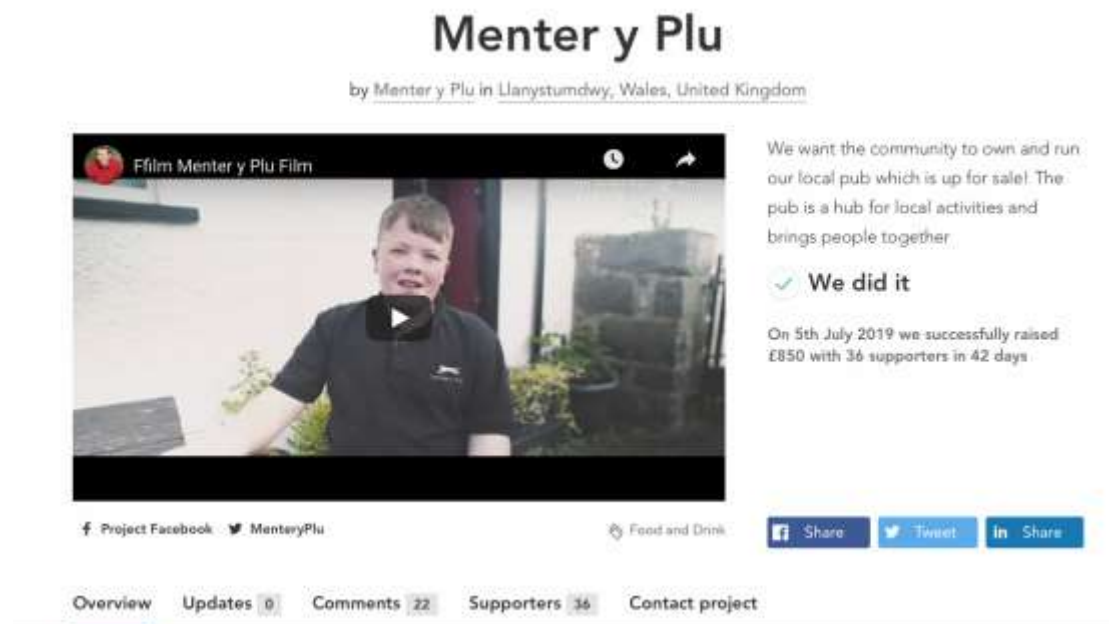 Menter y Plu
by Menter y Plu in Llanystumdwy, Wales, United Kingdom
Ffilm Menter y Plu Film
We want the community to own and run
our local pub which is up for sale! The
pub is a hub for local activities and
brings people together
We did it
On 5th July 2019 we successfully raised
£850 with 36 supporters in 42 days
Project Facebook MenteryPlu
Food and Drink
Share Tweet in Share
Overview Updates 0 Comments 22 Supporters 36 Contact project